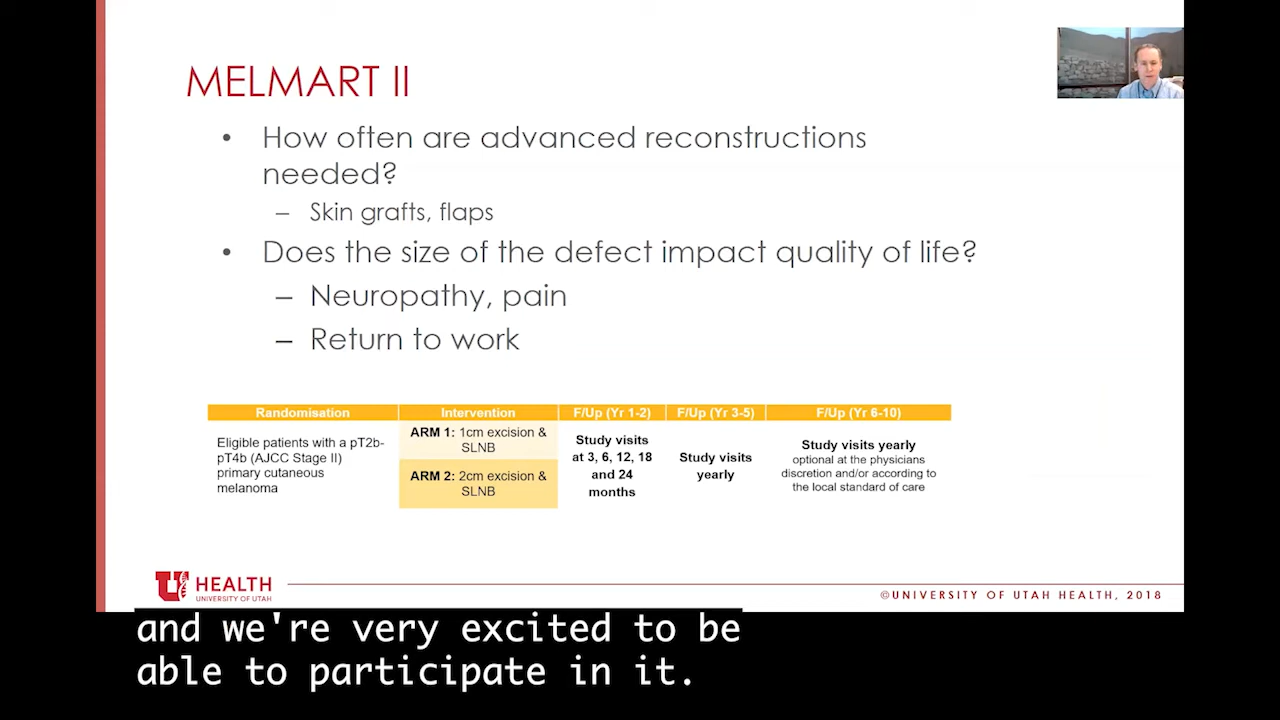 MELMART II
• How often are advanced reconstructions
needed?
– Skin grafts, flaps
• Does the size of the defect impact quality of life?
– Neuropathy, pain
– Return to work
Randomisation Intervention F/Up (Yr 1-2) F/Up (Yr 3-5) F/Up (Yr 6-10)
Eligible patients with a pT2b-
pT4b (AJCC Stage II)
primary cutaneous
melanoma
ARM 1: 1cm excision &
SLNB
ARM 2: 2cm excision &
SLNB
Study visits
at 3, 6, 12, 18
and 24
months
Study visits
yearly
Study visits yearly
optional at the physicians
discretion and/or according to
the local standard of care
U HEALTH
UNIVERSITY OF UTAH
©UNIVERSITY OF UTAH HEALTH, 2018
and we're very excited to be
able to participate in it.